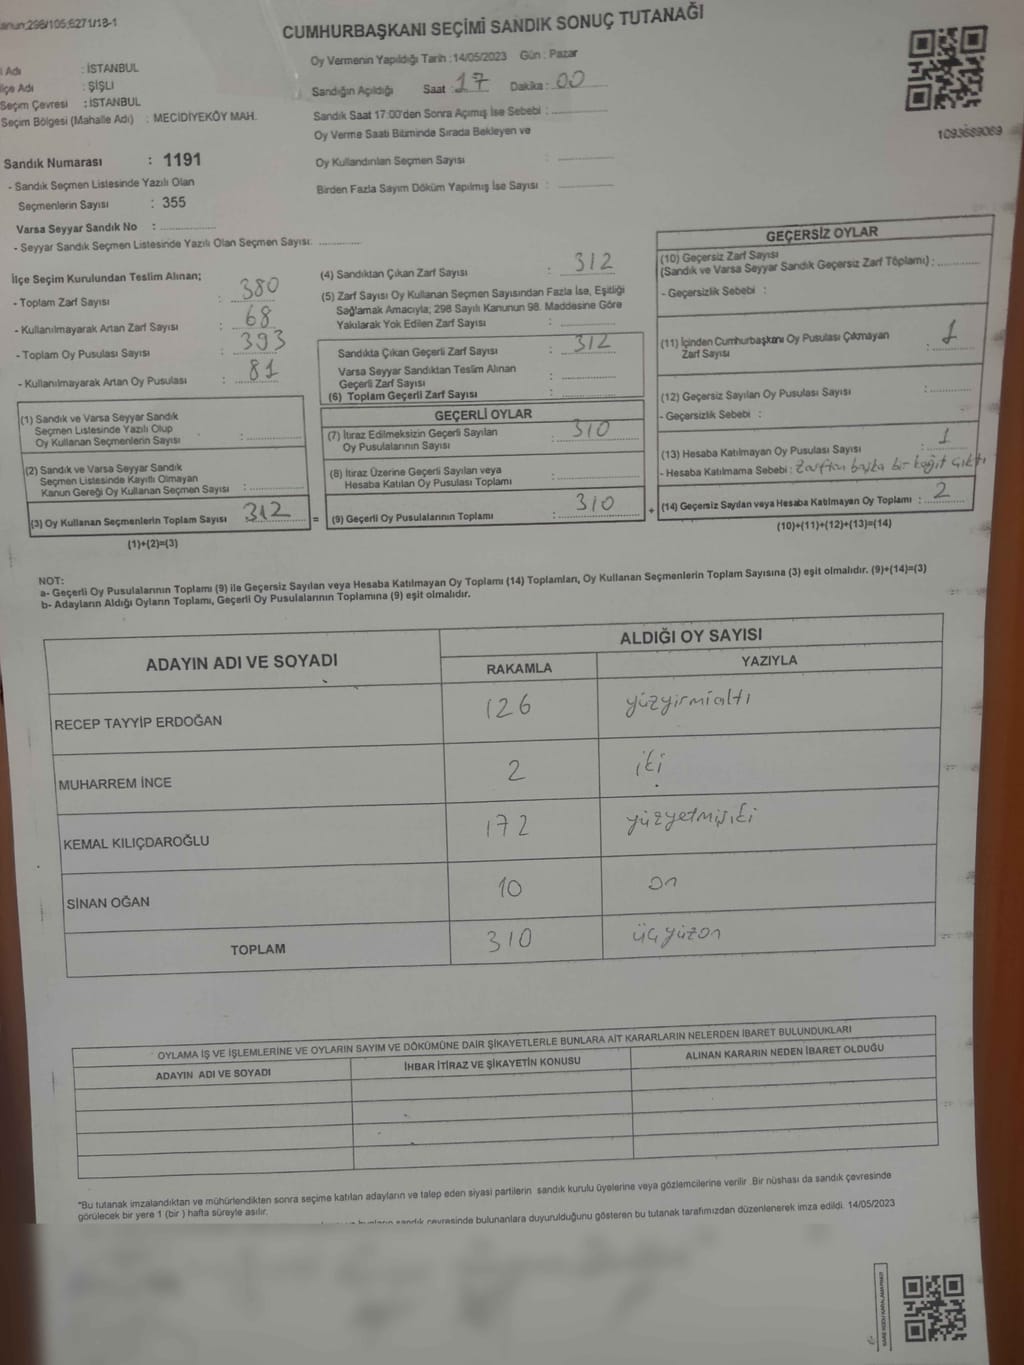 anun;298/105;6271/18-1
CUMHURBAŞKANI SEÇİMİ SANDIK SONUÇ TUTANAĞI
Oy Vermenin Yapıldığı Tarih :14/05/2023 Gün : Pazar
l Adı : İSTANBUL
ilçe Adı : ŞİŞLİ
Seçim Çevresi : İSTANBUL
Seçim Bölgesi (Mahalle Adı) : MECİDİYEKÖY MAH.
Sandığın Açıldığı Saat : 17 Dakika : 00
Sandık Saat 17:00'den Sonra Açmış İse Sebebi :
Oy Verme Saati Bitiminde Sırada Bekleyen ve
Oy Kullandırılan Seçmen Sayısı :
Birden Fazla Sayım Döküm Yapılmış İse Sayısı :
1093689069
Sandık Numarası : 1191
- Sandık Seçmen Listesinde Yazılı Olan
Seçmenlerin Sayısı : 355
Varsa Seyyar Sandık No :
- Seyyar Sandık Seçmen Listesinde Yazılı Olan Seçmen Sayısı:
İlçe Seçim Kurulundan Teslim Alınan;
- Toplam Zarf Sayısı : 380
- Kullanılmayarak Artan Zarf Sayısı : 68
- Toplam Oy Pusulası Sayısı : 393
- Kullanılmayarak Artan Oy Pusulası : 81
(1) Sandık ve Varsa Seyyar Sandık
Seçmen Listesinde Yazılı Olup
Oy Kullanan Seçmenlerin Sayısı :
(2) Sandık ve Varsa Seyyar Sandık
Seçmen Listesinde Kayıtlı Olmayan
Kanun Gereği Oy Kullanan Seçmen Sayısı :
(3) Oy Kullanan Seçmenlerin Toplam Sayısı 312
(1)+(2)=(3)
=
(4) Sandıktan Çıkan Zarf Sayısı : 312
(5) Zarf Sayısı Oy Kullanan Seçmen Sayısından Fazla İse, Eşitliği
Sağlamak Amacıyla; 298 Sayılı Kanunun 98. Maddesine Göre
Yakılarak Yok Edilen Zarf Sayısı :
Sandıkta Çıkan Geçerli Zarf Sayısı : 312
Varsa Seyyar Sandıktan Teslim Alınan
Geçerli Zarf Sayısı :
(6) Toplam Geçerli Zarf Sayısı :
GEÇERLİ OYLAR
(7) İtiraz Edilmeksizin Geçerli Sayılan : 310
Oy Pusulalarının Sayısı
(8) İtiraz Üzerine Geçerli Sayılan veya
Hesaba Katılan Oy Pusulası Toplamı :
(9) Geçerli Oy Pusulalarının Toplamı : 310
+
GEÇERSİZ OYLAR
(10) Geçersiz Zarf Sayısı
(Sandık ve Varsa Seyyar Sandık Geçersiz Zarf Toplamı) :
- Geçersizlik Sebebi :
(11) İçinden Cumhurbaşkanı Oy Pusulası Çıkmayan
Zarf Sayısı : 1
(12) Geçersiz Sayılan Oy Pusulası Sayısı :
- Geçersizlik Sebebi :
(13) Hesaba Katılmayan Oy Pusulası Sayısı : 1
- Hesaba Katılmama Sebebi : Zarftan başka bir kağıt çıktı
(14) Geçersiz Sayılan veya Hesaba Katılmayan Oy Toplamı : 2
(10)+(11)+(12)+(13)=(14)
NOT:
a- Geçerli Oy Pusulalarının Toplamı (9) ile Geçersiz Sayılan veya Hesaba Katılmayan Oy Toplamı (14) Toplamları, Oy Kullanan Seçmenlerin Toplam Sayısına (3) eşit olmalıdır. (9)+(14)=(3)
b- Adayların Aldığı Oyların Toplamı, Geçerli Oy Pusulalarının Toplamına (9) eşit olmalıdır.
ADAYIN ADI VE SOYADI ALDIĞI OY SAYISI
RAKAMLA YAZIYLA
RECEP TAYYİP ERDOĞAN 126 yüzyirmialtı
MUHARREM İNCE 2 iki
KEMAL KILIÇDAROĞLU 172 yüzyetmişiki
SİNAN OĞAN 10 on
TOPLAM 310 üçyüzon
OYLAMA İŞ VE İŞLEMLERİNE VE OYLARIN SAYIM VE DÖKÜMÜNE DAİR ŞİKAYETLERLE BUNLARA AİT KARARLARIN NELERDEN İBARET BULUNDUKLARI
ADAYIN ADI VE SOYADI İHBAR İTİRAZ VE ŞİKAYETİN KONUSU ALINAN KARARIN NEDEN İBARET OLDUĞU
*Bu tutanak imzalandıktan ve mühürlendikten sonra seçime katılan adayların ve talep eden siyasi partilerin sandık kurulu üyelerine veya gözlemcilerine verilir. Bir nüshası da sandık çevresinde
görülecek bir yere 1 (bir ) hafta süreyle asılır.
sandık çevresinde bulunanlara duyurulduğunu gösteren bu tutanak tarafımızdan düzenlenerek imza edildi. 14/05/2023